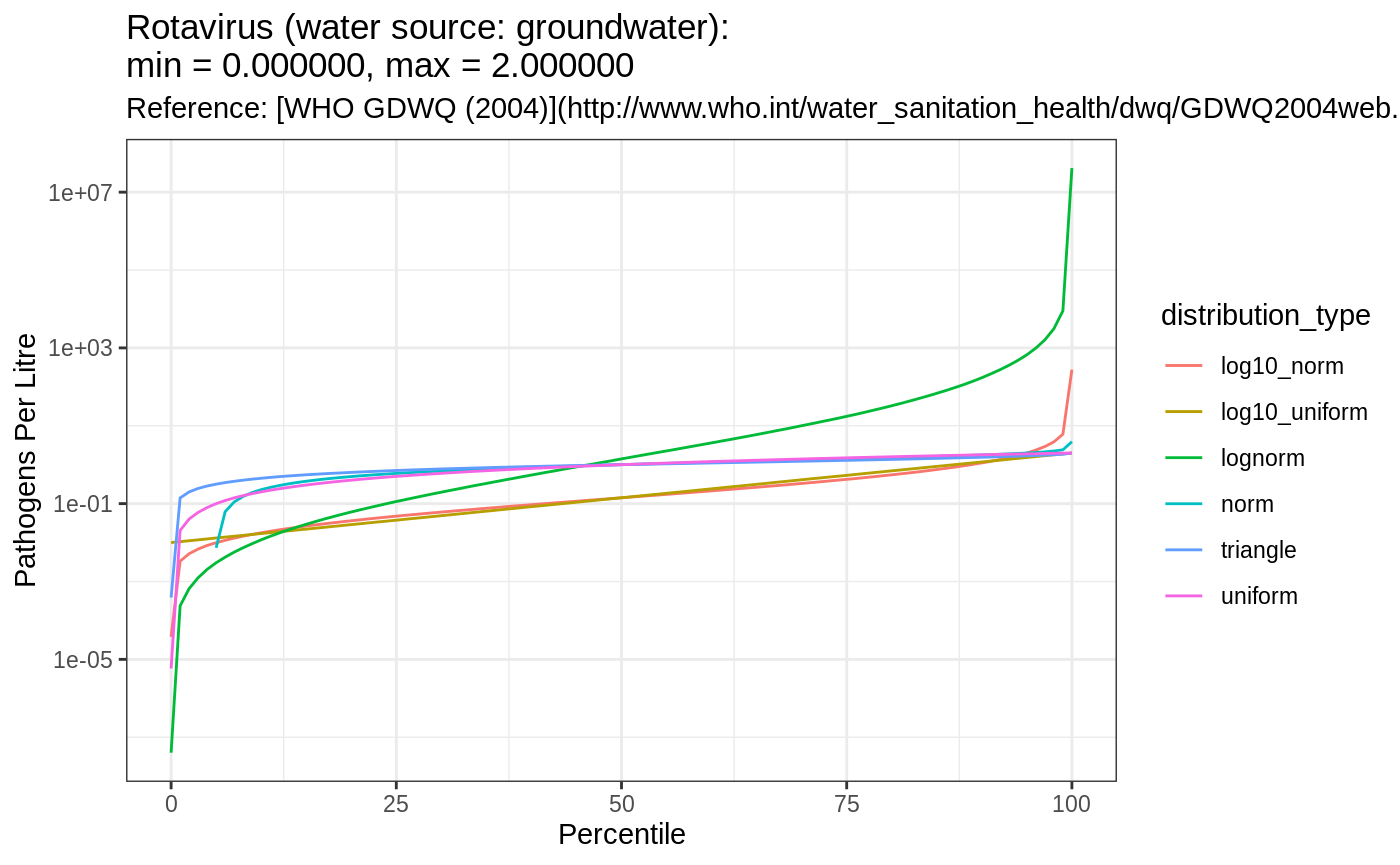 Rotavirus (water source: groundwater):
min = 0.000000, max = 2.000000
Reference: [WHO GDWQ (2004)](http://www.who.int/water_sanitation_health/dwq/GDWQ2004web.
Pathogens Per Litre
1e+07
1e+03
1e-01
1e-05
0 25 50 75 100
Percentile
distribution_type
log10_norm
log10_uniform
lognorm
norm
triangle
uniform